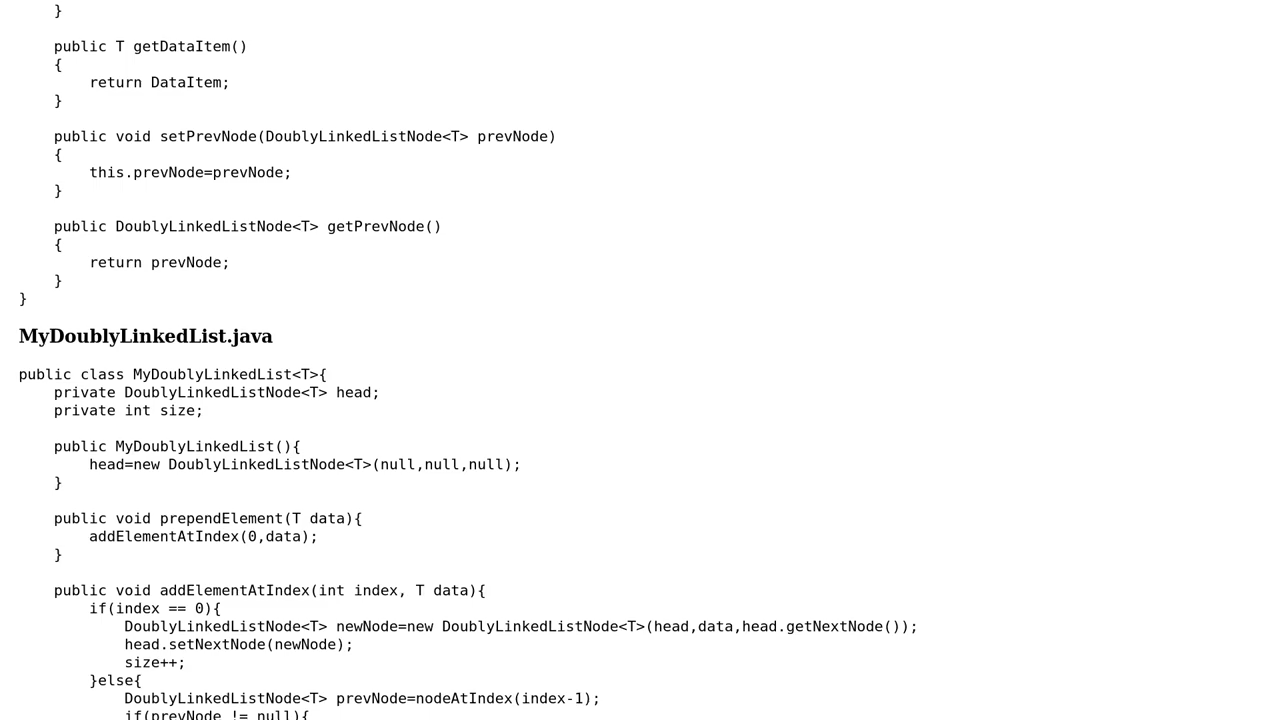 }

    public T getDataItem()
    {
        return DataItem;
    }

    public void setPrevNode(DoublyLinkedListNode<T> prevNode)
    {
        this.prevNode=prevNode;
    }

    public DoublyLinkedListNode<T> getPrevNode()
    {
        return prevNode;
    }
}
MyDoublyLinkedList.java
public class MyDoublyLinkedList<T>{
    private DoublyLinkedListNode<T> head;
    private int size;

    public MyDoublyLinkedList(){
        head=new DoublyLinkedListNode<T>(null,null,null);
    }

    public void prependElement(T data){
        addElementAtIndex(0,data);
    }

    public void addElementAtIndex(int index, T data){
        if(index == 0){
            DoublyLinkedListNode<T> newNode=new DoublyLinkedListNode<T>(head,data,head.getNextNode());
            head.setNextNode(newNode);
            size++;
        }else{
            DoublyLinkedListNode<T> prevNode=nodeAtIndex(index-1);
            if(prevNode != null){